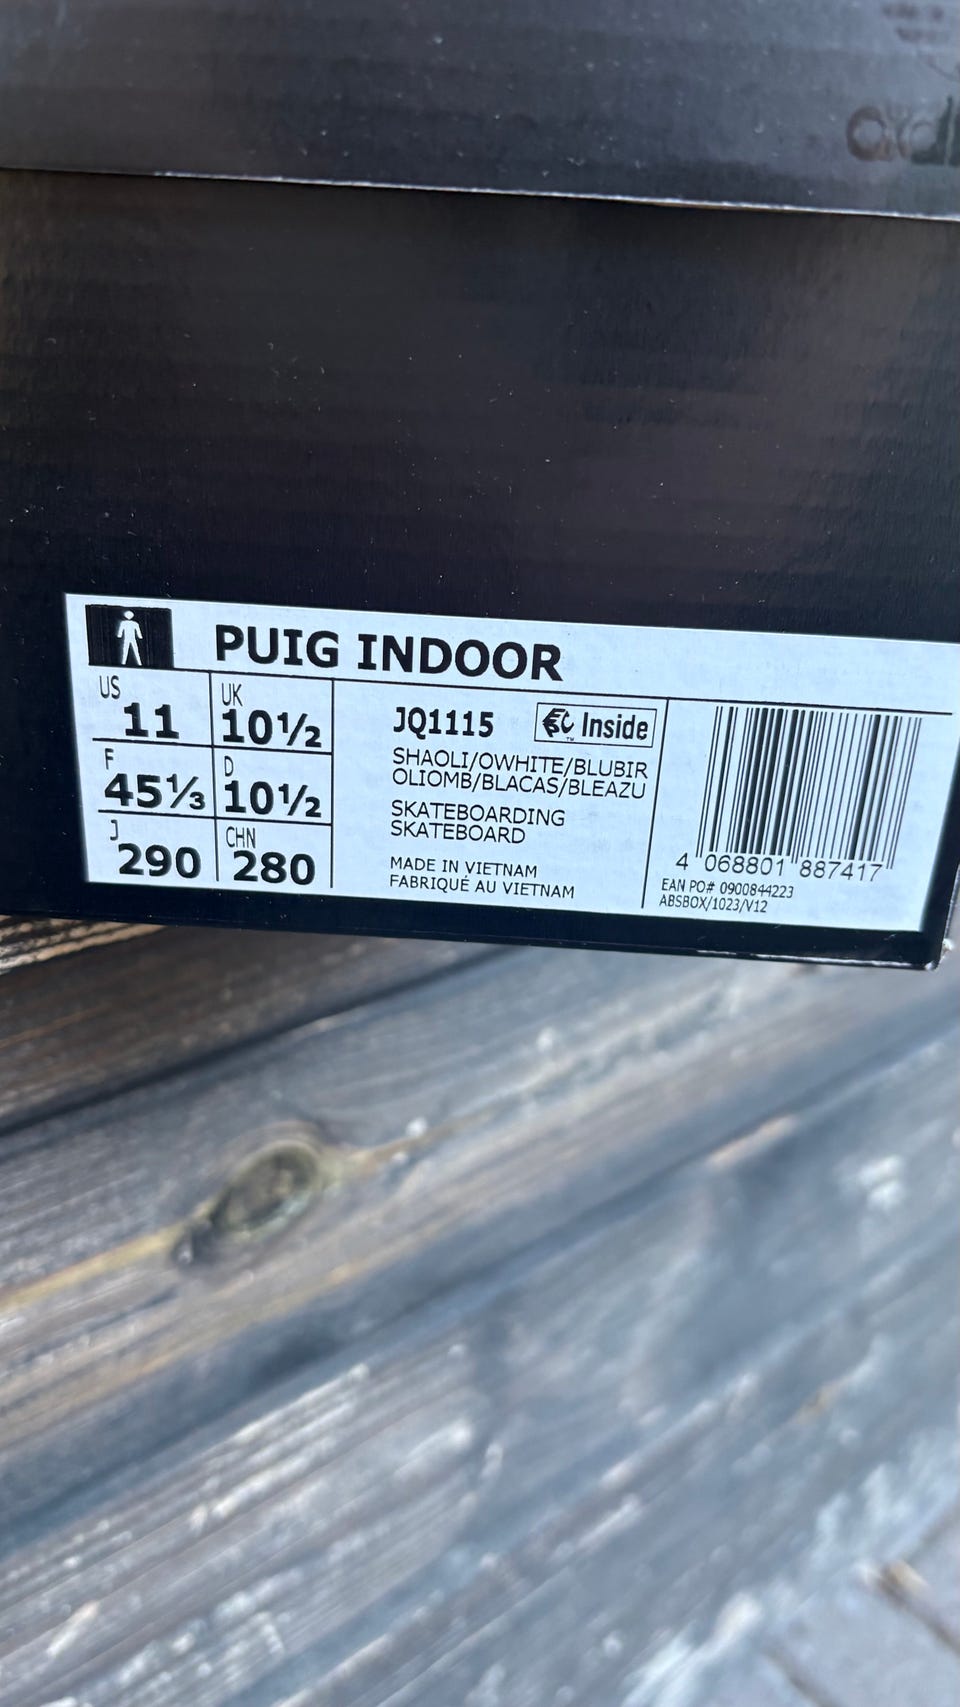 PUIG INDOOR
US 11
UK 10½
F 45⅓
D 10½
J 290
CHN 280
JQ1115
Inside
SHAOLI/OWHITE/BLUBIR
OLIOMB/BLACAS/BLEAZU
SKATEBOARDING
SKATEBOARD
MADE IN VIETNAM
FABRIQUÉ AU VIETNAM
4 068801 887417
EAN PO# 0900844223
ABSBOX/1023/V12